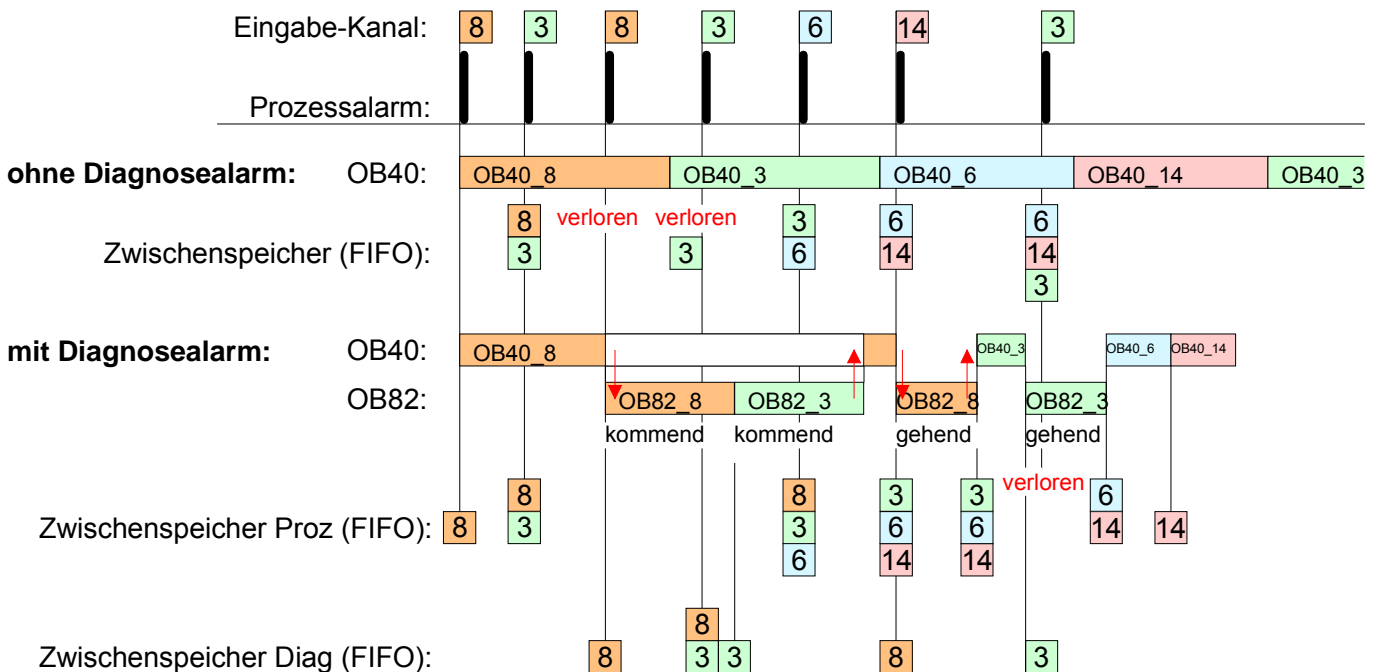 Eingabe-Kanal: 8 3 8 3 6 14 3
Prozessalarm:
ohne Diagnosealarm: OB40: OB40_8 OB40_3 OB40_6 OB40_14 OB40_3
8 verloren verloren 3 6 6
Zwischenspeicher (FIFO): 3 3 6 14 14
3
mit Diagnosealarm: OB40: OB40_8 OB40_3 OB40_6 OB40_14
OB82: OB82_8 OB82_3 OB82_8 OB82_3
kommend kommend gehend gehend
verloren
8 8 3 3 6
Zwischenspeicher Proz (FIFO): 8 3 3 6 6 14 14
6 14 14
8
Zwischenspeicher Diag (FIFO): 8 3 3 8 3